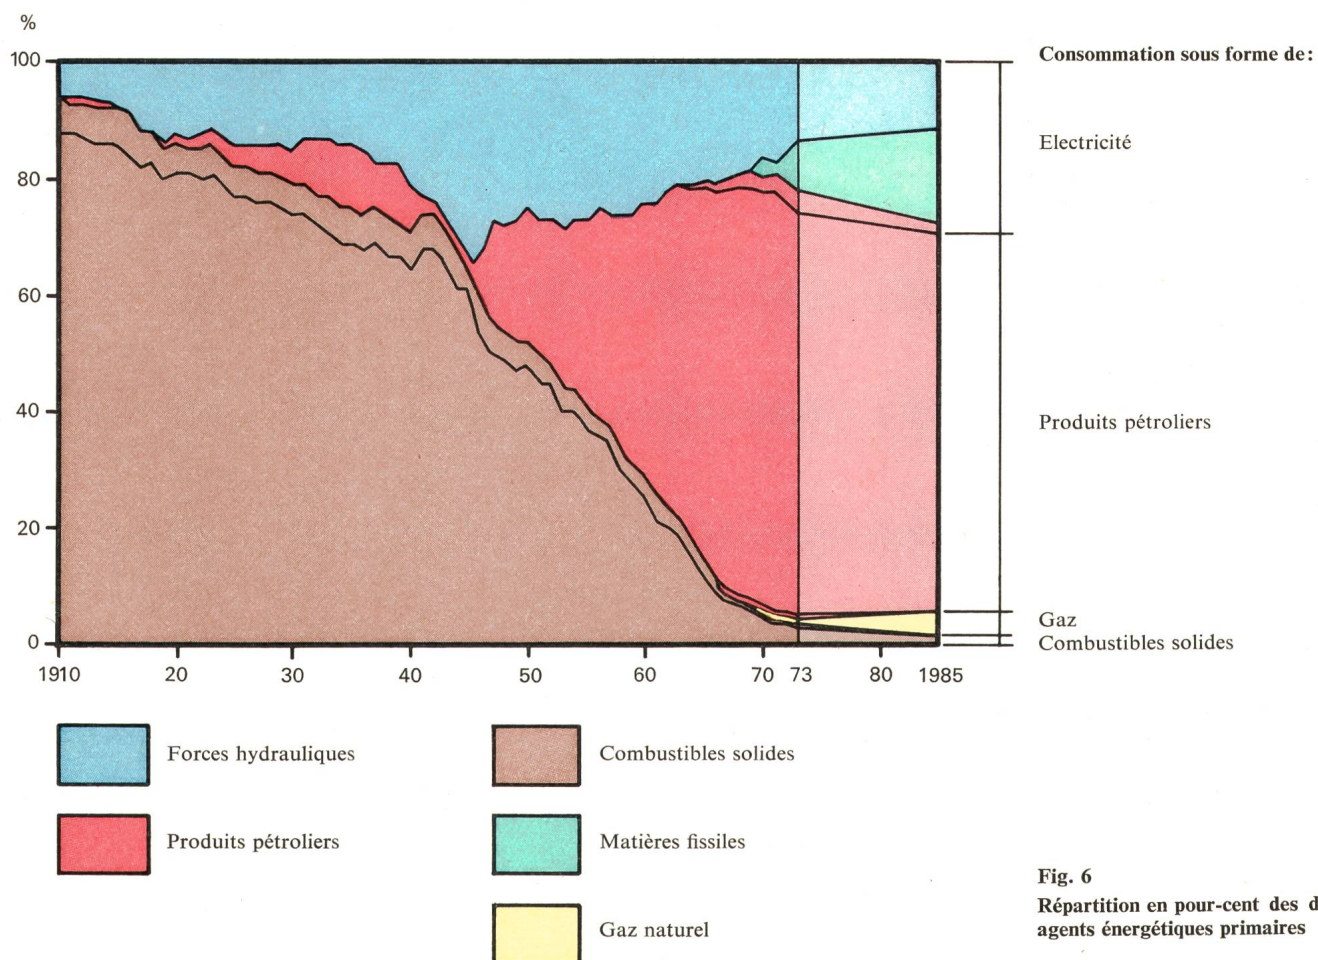 %
100
80
60
40
20
0
1910 20 30 40 50 60 70 73 80 1985
Consommation sous forme de:
Electricité
Produits pétroliers
Gaz
Combustibles solides
Forces hydrauliques
Combustibles solides
Produits pétroliers
Matières fissiles
Gaz naturel
Fig. 6
Répartition en pour-cent des
agents énergétiques primaires